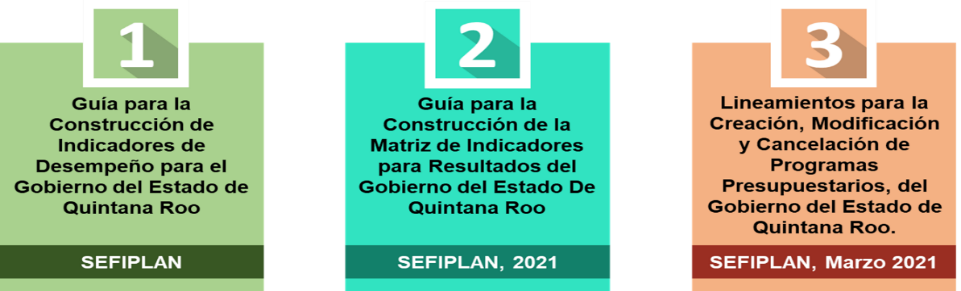 1
Guía para la
Construcción de
Indicadores de
Desempeño para el
Gobierno del Estado de
Quintana Roo
SEFIPLAN
2
Guía para la
Construcción de la
Matriz de Indicadores
para Resultados del
Gobierno del Estado De
Quintana Roo
SEFIPLAN, 2021
3
Lineamientos para la
Creación, Modificación
y Cancelación de
Programas
Presupuestarios, del
Gobierno del Estado de
Quintana Roo.
SEFIPLAN, Marzo 2021